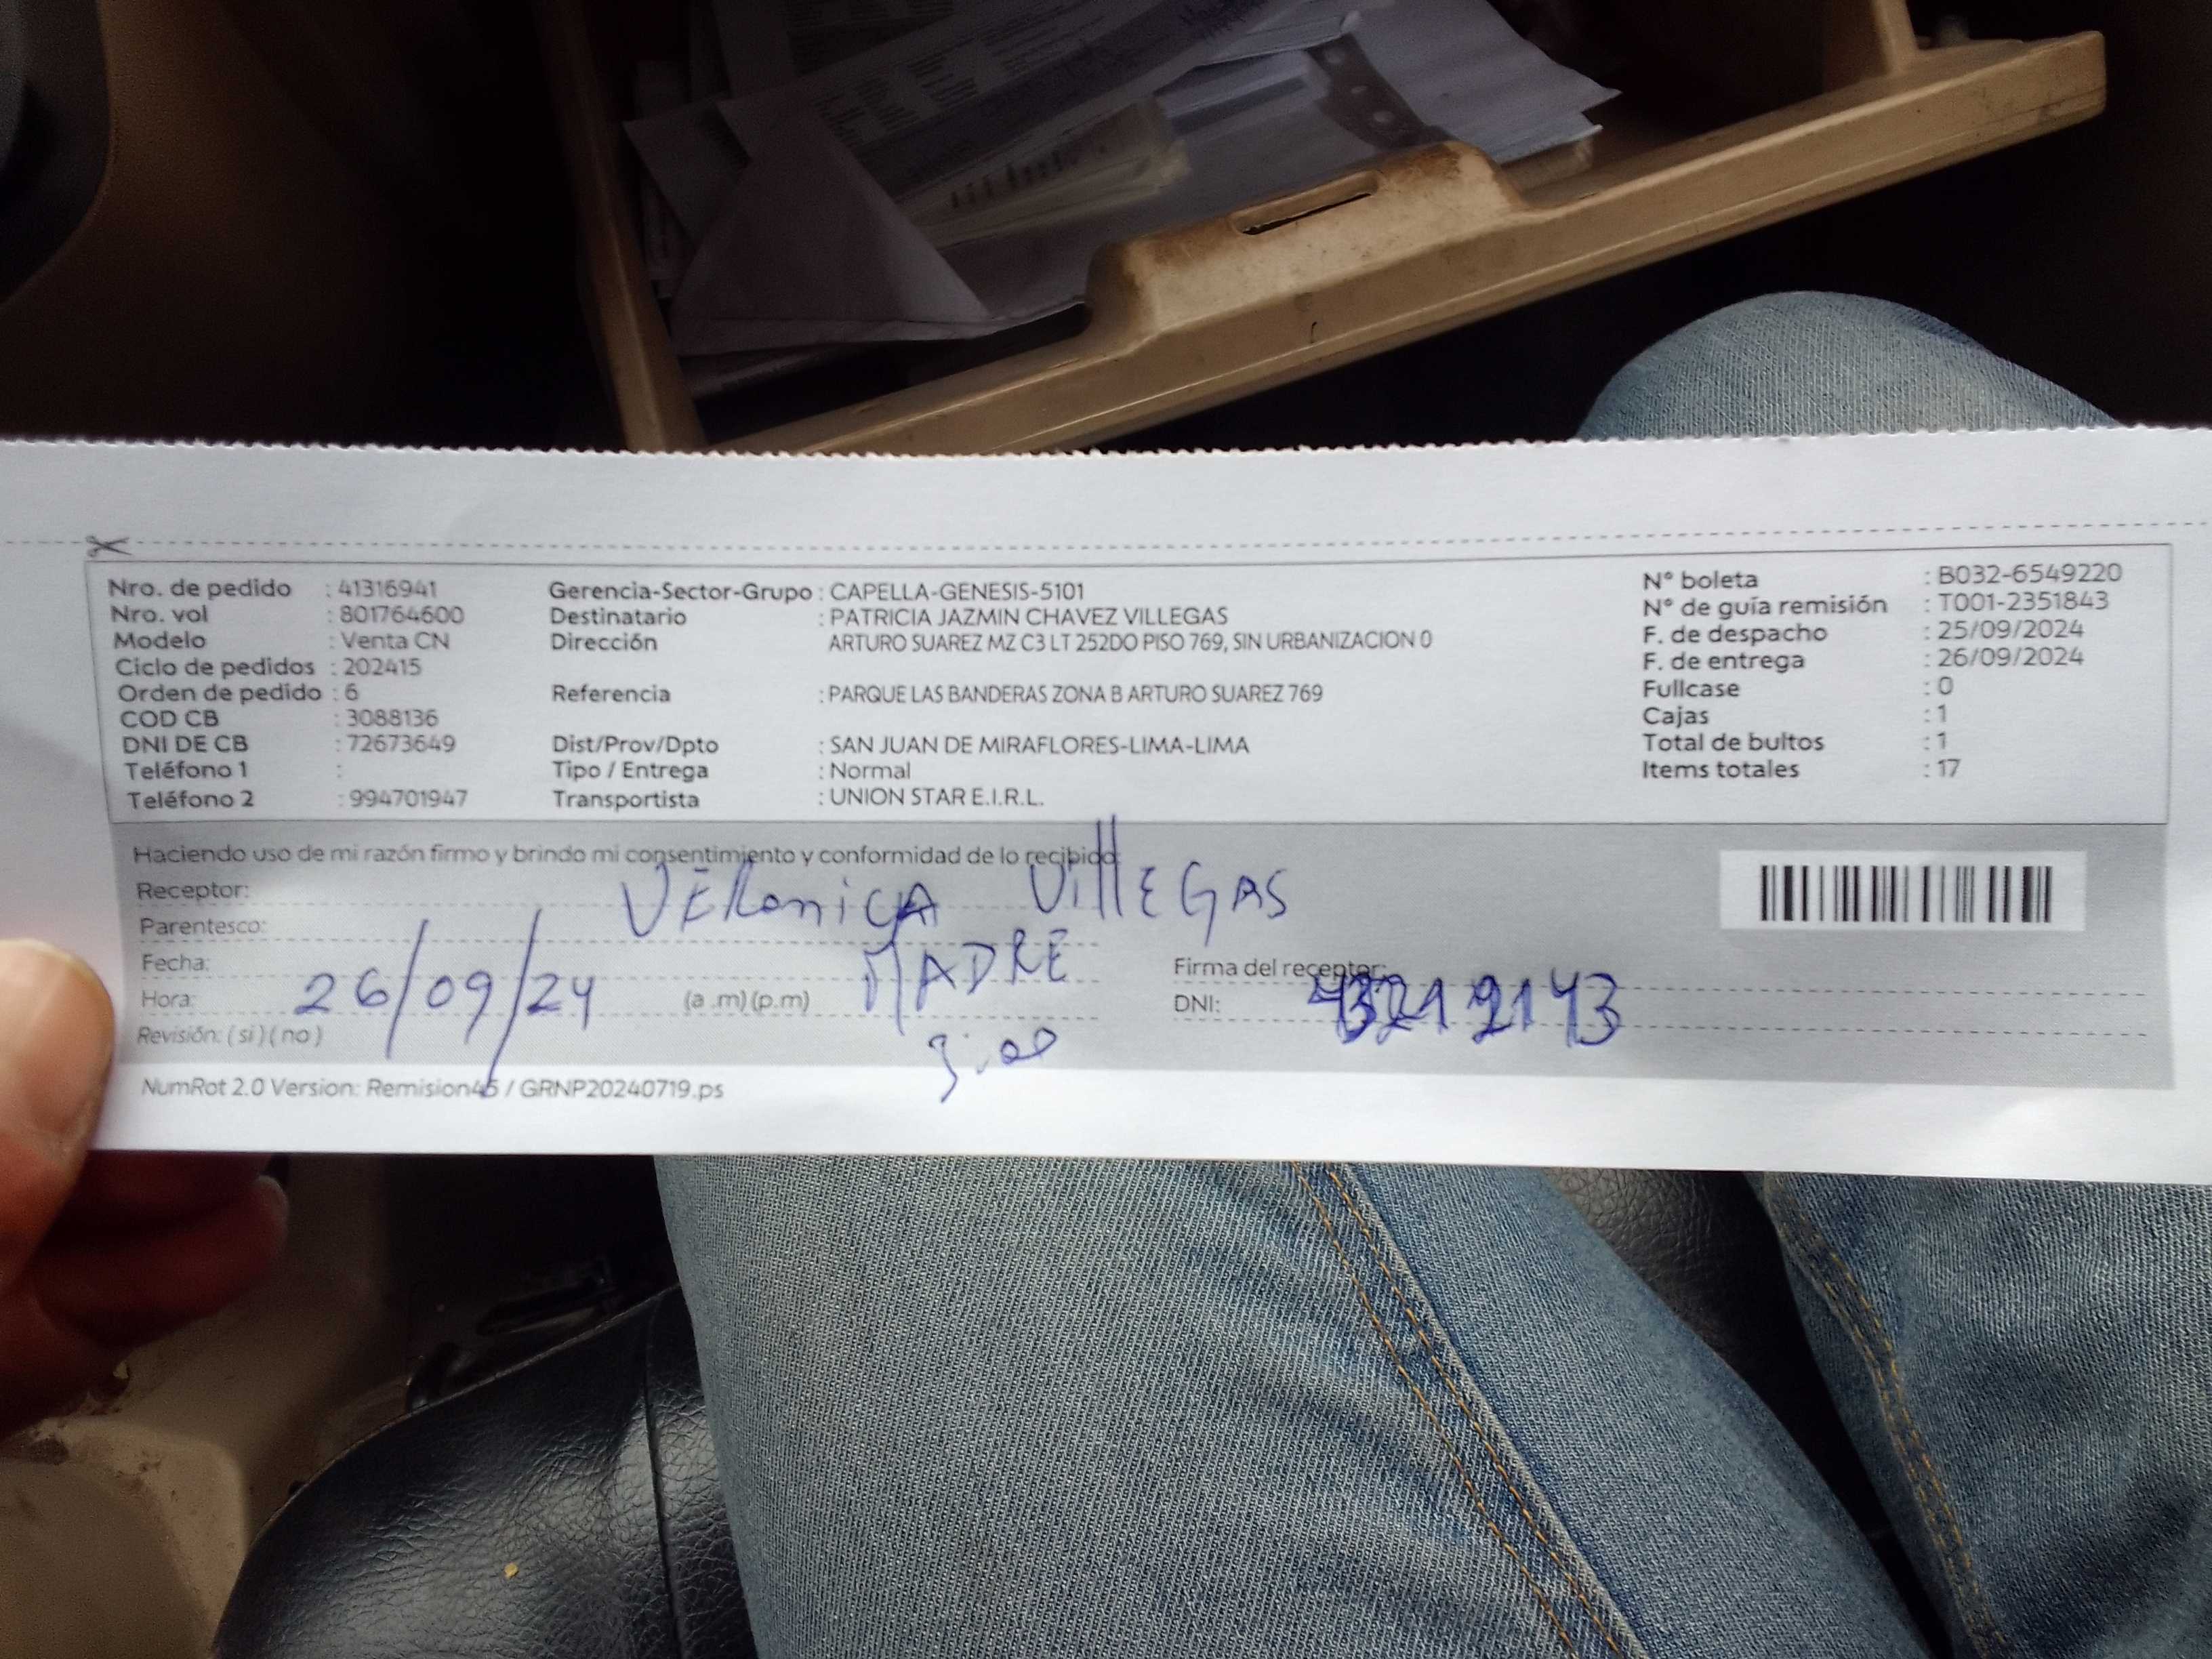 Nro. de pedido : 41316941
Nro. vol : 801764600
Modelo : Venta CN
Ciclo de pedidos : 202415
Orden de pedido : 6
COD CB : 3088136
DNI DE CB : 72673649
Teléfono 1 :
Teléfono 2 : 994701947
Gerencia-Sector-Grupo : CAPELLA-GENESIS-5101
Destinatario : PATRICIA JAZMIN CHAVEZ VILLEGAS
Dirección ARTURO SUAREZ MZ C3 LT 252DO PISO 769, SIN URBANIZACION 0
Referencia : PARQUE LAS BANDERAS ZONA B ARTURO SUAREZ 769
Dist/Prov/Dpto : SAN JUAN DE MIRAFLORES-LIMA-LIMA
Tipo / Entrega : Normal
Transportista : UNION STAR E.I.R.L.
N° boleta : B032-6549220
N° de guía remisión : T001-2351843
F. de despacho : 25/09/2024
F. de entrega : 26/09/2024
Fullcase : 0
Cajas : 1
Total de bultos : 1
Items totales : 17
Haciendo uso de mi razón firmo y brindo mi consentimiento y conformidad de lo recibido:
Receptor: VERonicA VillEGAS
Parentesco: MADRE
Fecha: 26/09/24
Hora: (a .m) (p.m)
Revisión: ( si ) ( no )
Firma del receptor:
DNI:
NumRot 2.0 Version: Remision45 / GRNP20240719.ps